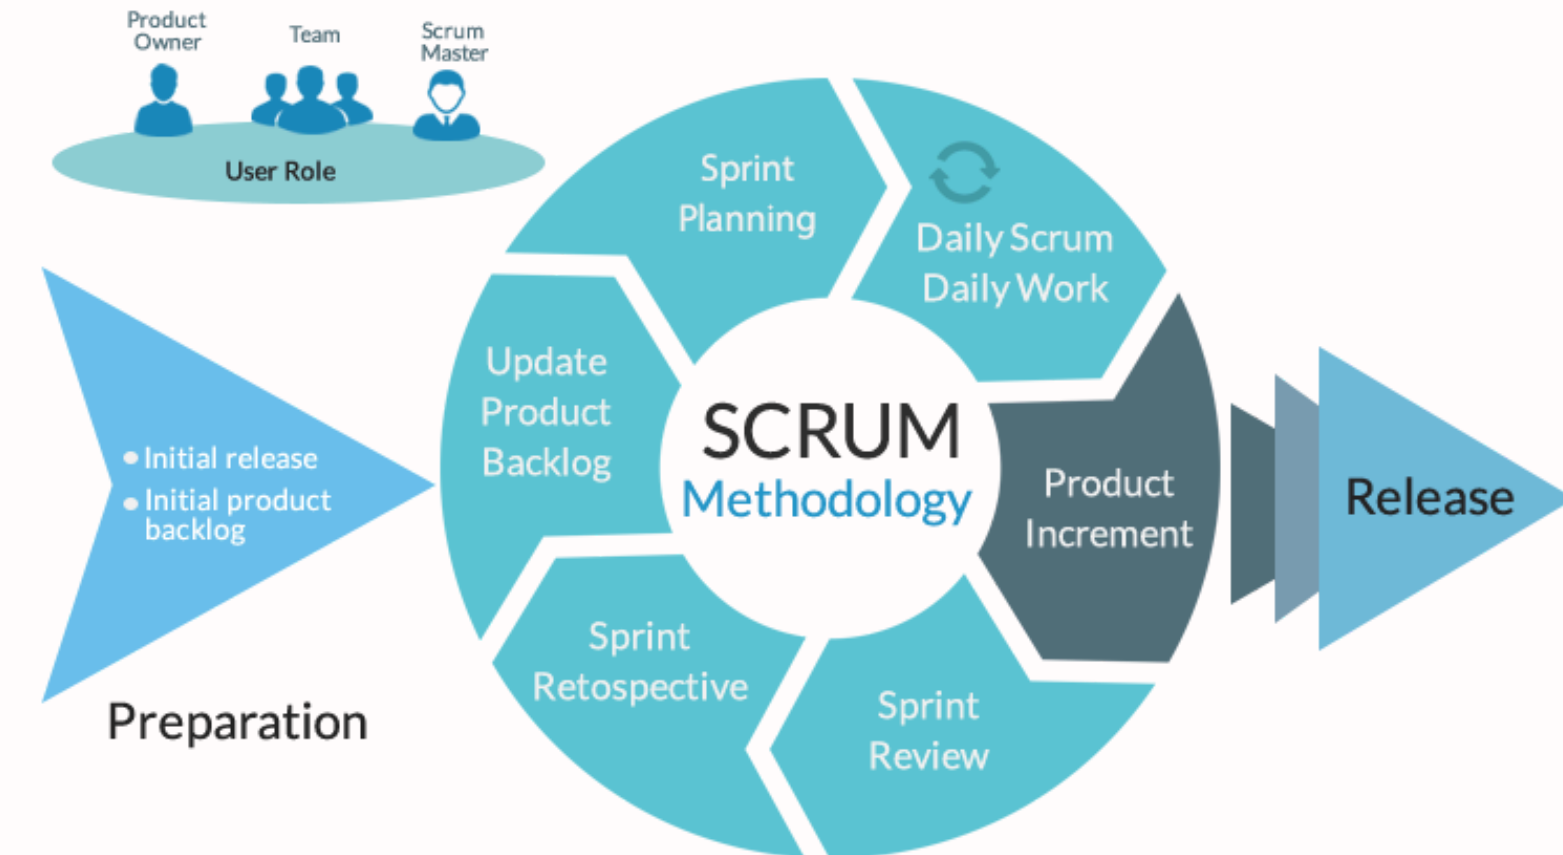 Product
Owner
Team
Scrum
Master
User Role
Sprint
Planning
Daily Scrum
Daily Work
Update
Product
Backlog
SCRUM
Methodology
Product
Increment
Release
Initial release
Initial product
backlog
Sprint
Retospective
Sprint
Review
Preparation